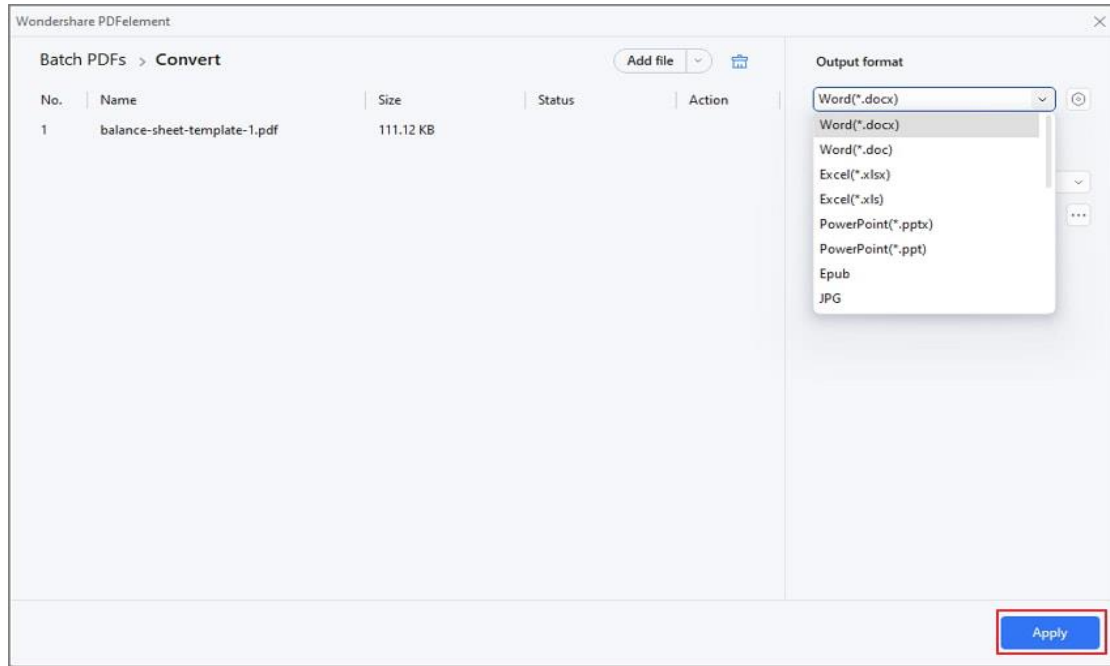 Wondershare PDFelement
Batch PDFs > Convert
Add file
No. Name Size Status Action
1 balance-sheet-template-1.pdf 111.12 KB
Output format
Word(*.docx)
Word(*.docx)
Word(*.doc)
Excel(*.xlsx)
Excel(*.xls)
PowerPoint(*.pptx)
PowerPoint(*.ppt)
Epub
JPG
Apply